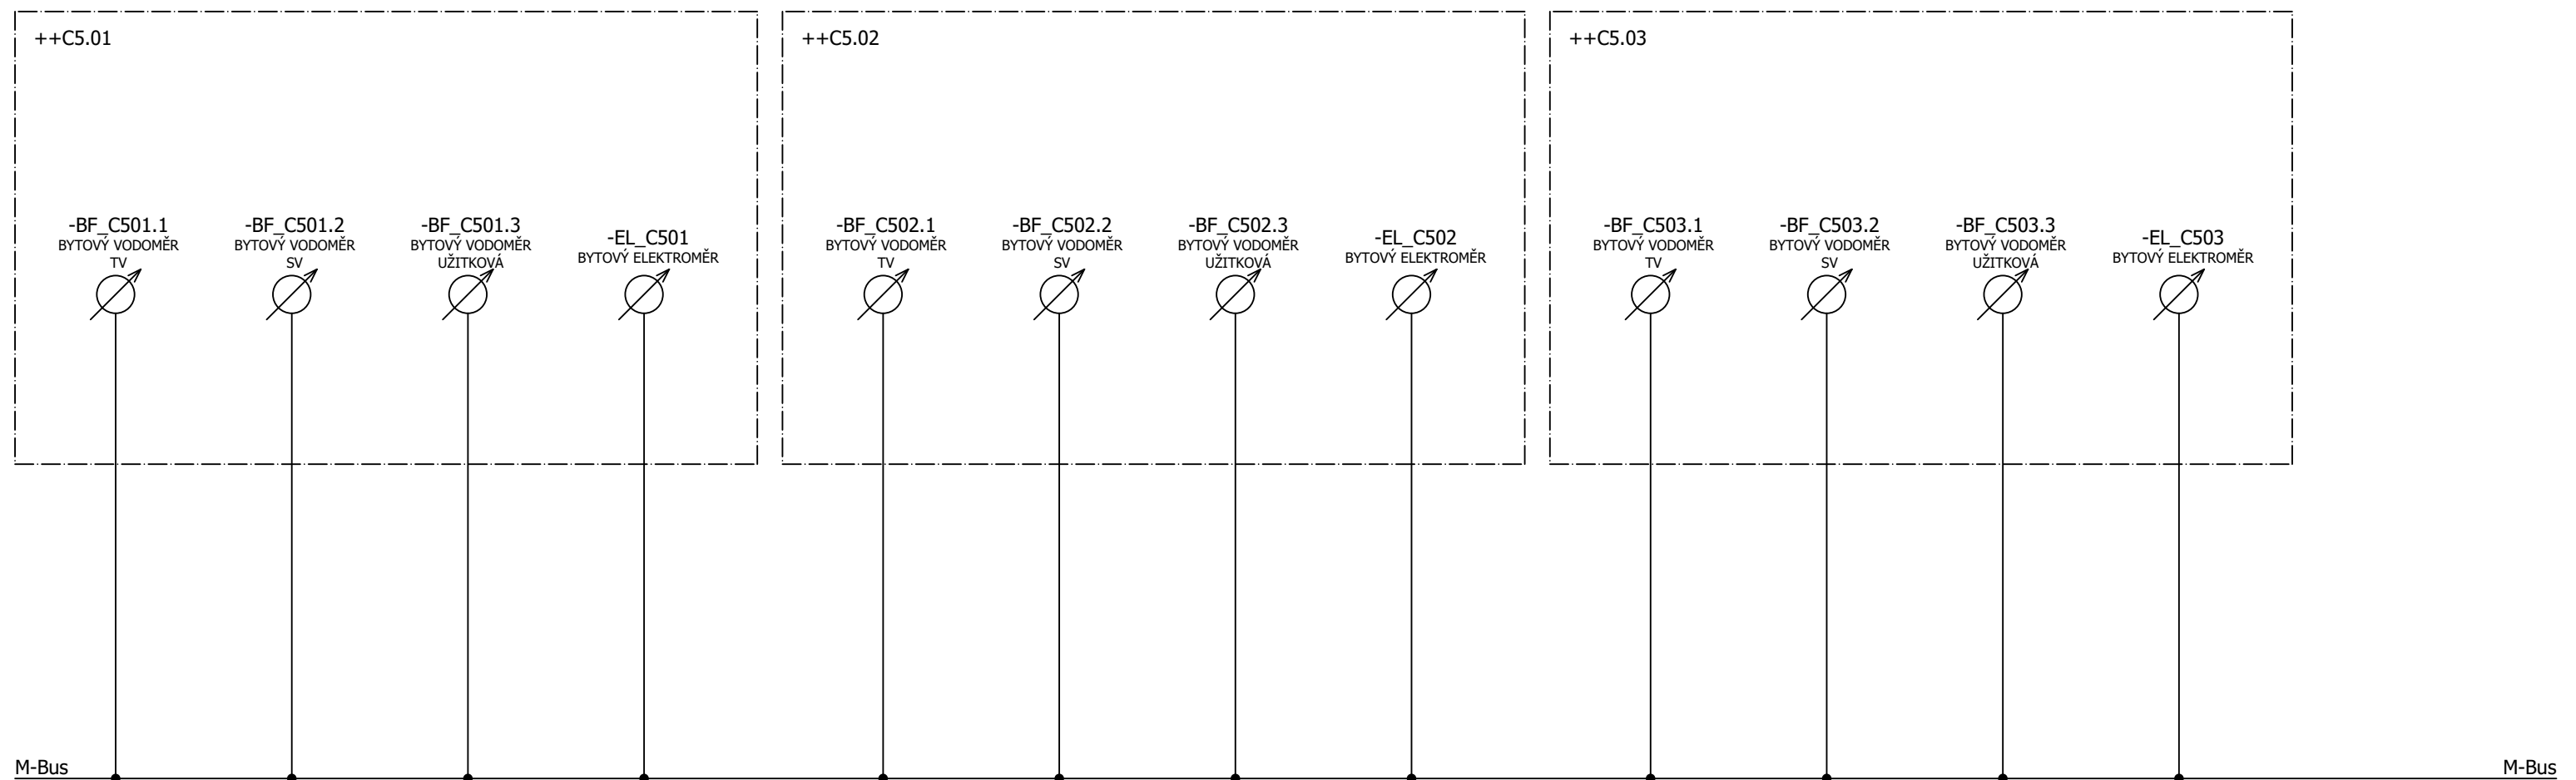 ++C5.01
++C5.02
++C5.03
-BF_C501.1
BYTOVÝ VODOMĚR
TV
-BF_C501.2
BYTOVÝ VODOMĚR
SV
-BF_C501.3
BYTOVÝ VODOMĚR
UŽITKOVÁ
-EL_C501
BYTOVÝ ELEKTROMĚR
-BF_C502.1
BYTOVÝ VODOMĚR
TV
-BF_C502.2
BYTOVÝ VODOMĚR
SV
-BF_C502.3
BYTOVÝ VODOMĚR
UŽITKOVÁ
-EL_C502
BYTOVÝ ELEKTROMĚR
-BF_C503.1
BYTOVÝ VODOMĚR
TV
-BF_C503.2
BYTOVÝ VODOMĚR
SV
-BF_C503.3
BYTOVÝ VODOMĚR
UŽITKOVÁ
-EL_C503
BYTOVÝ ELEKTROMĚR
M-Bus
M-Bus